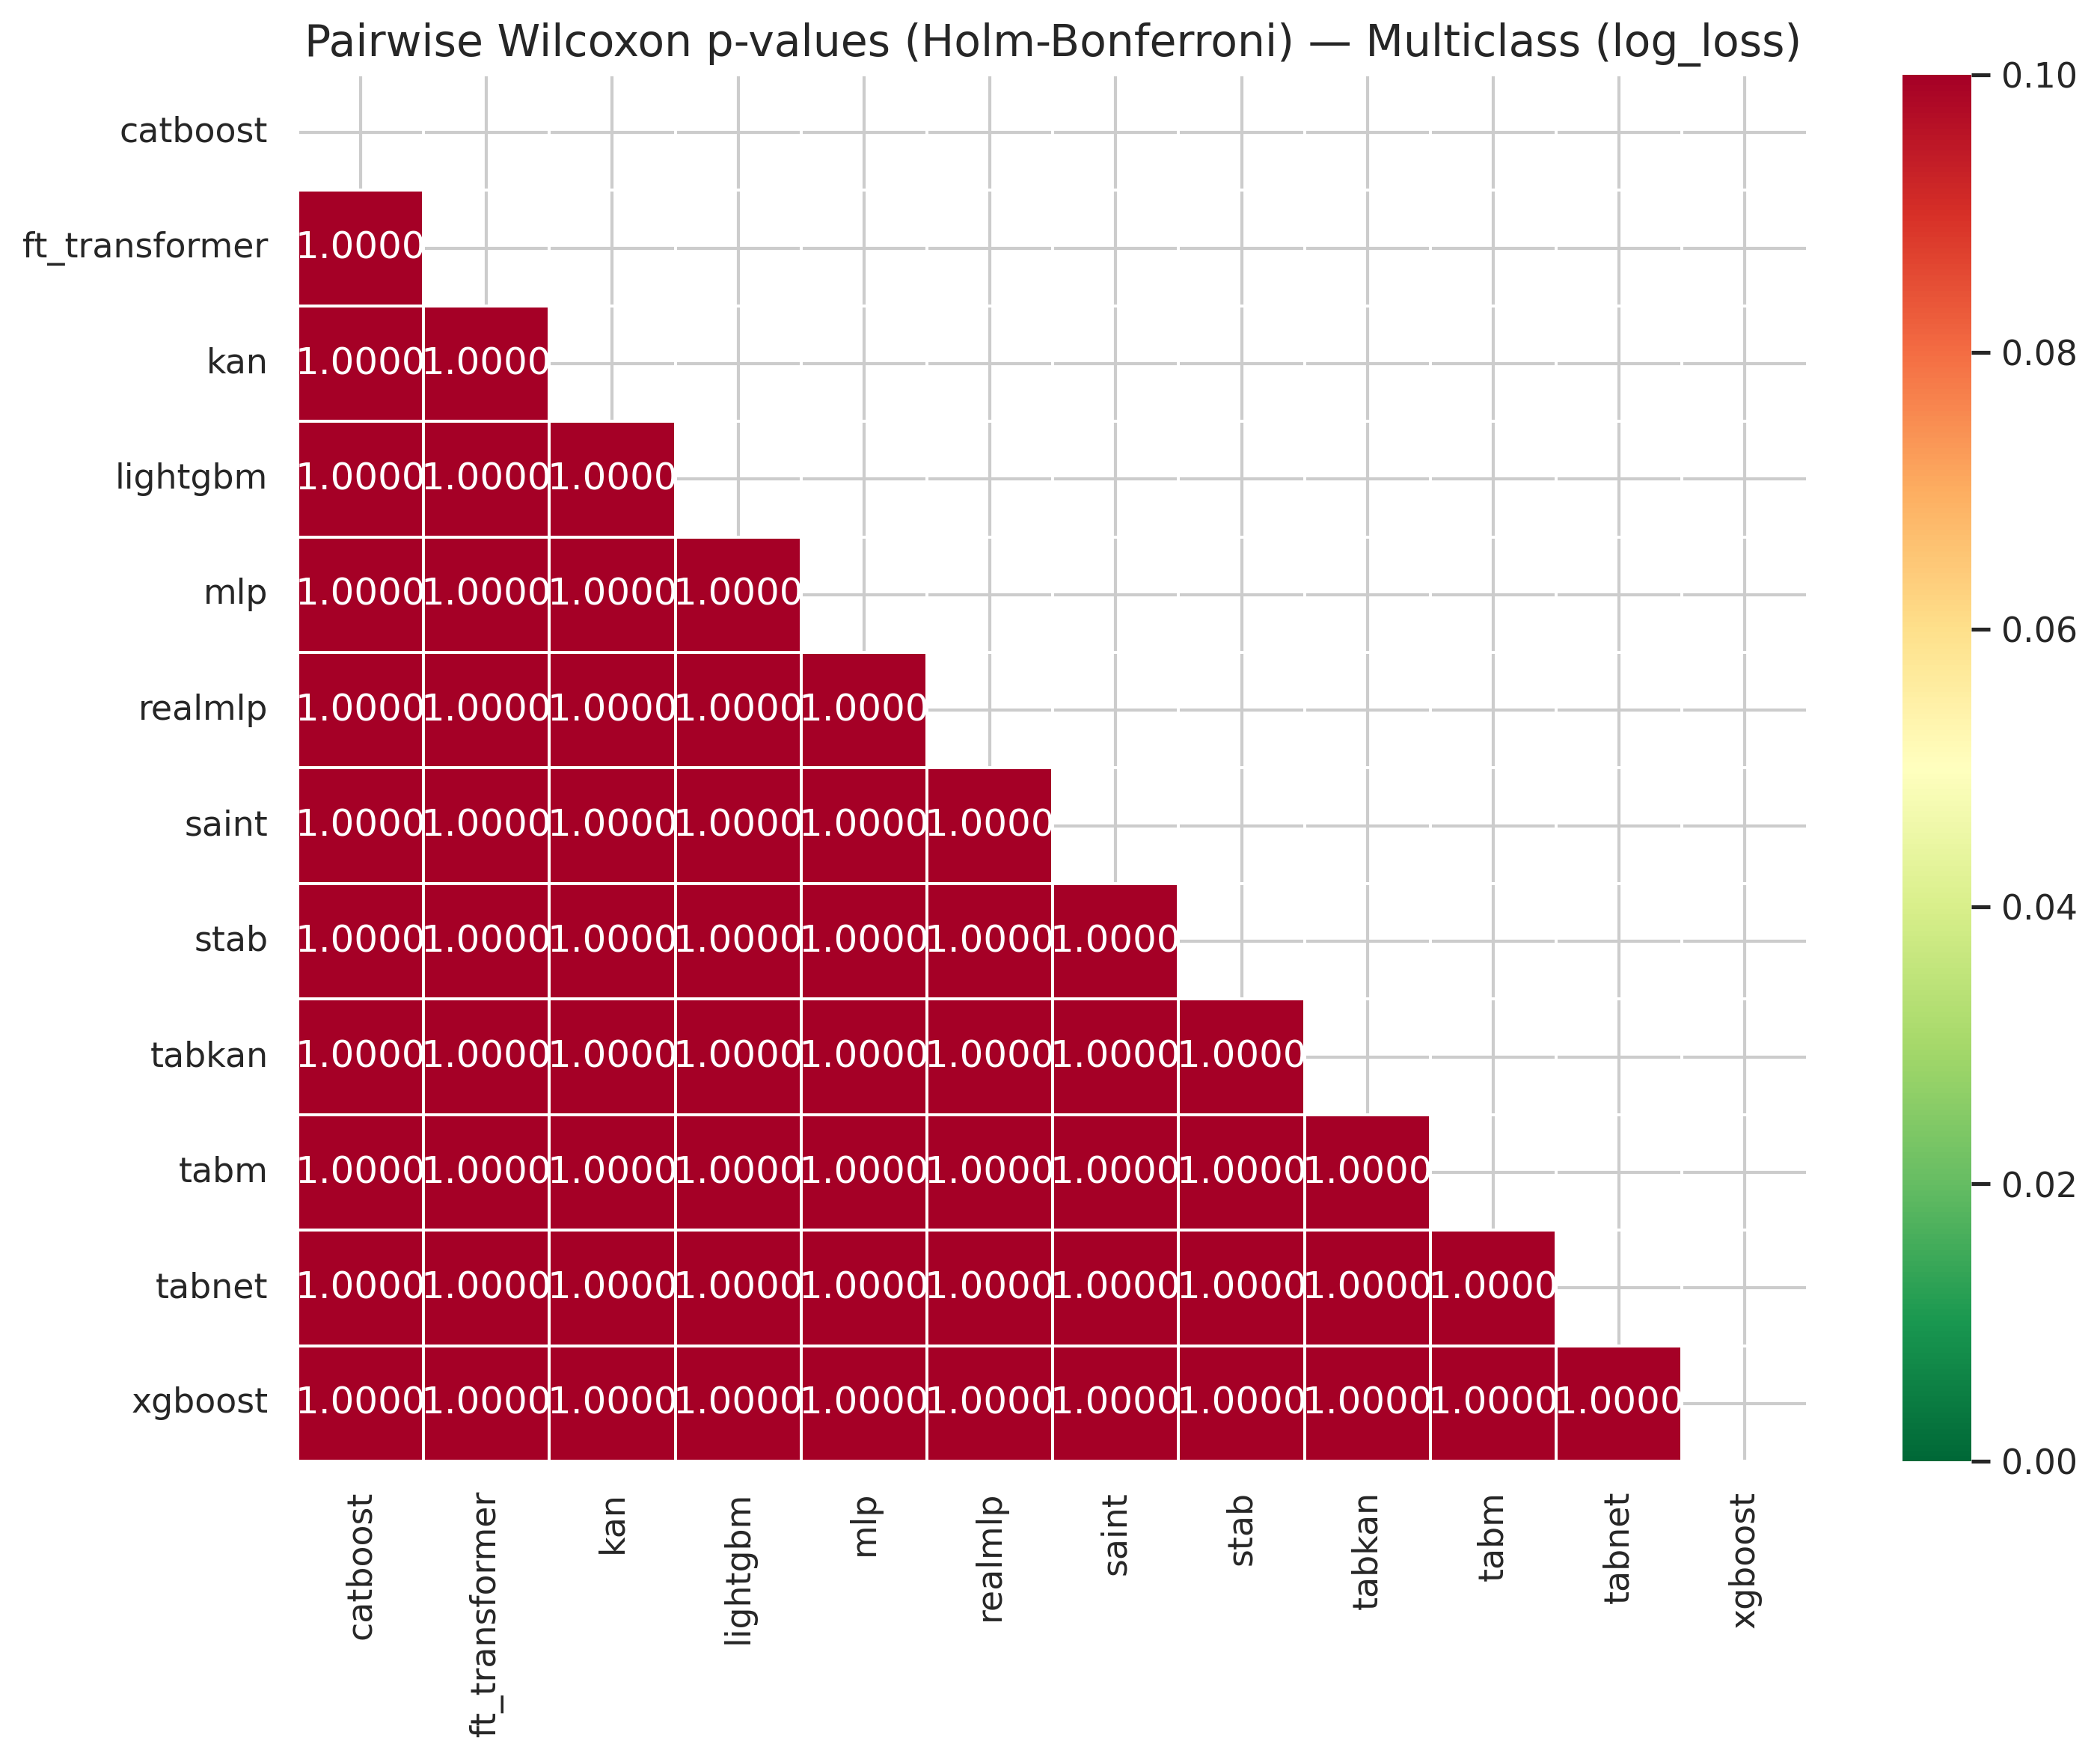 Pairwise Wilcoxon p-values (Holm-Bonferroni) — Multiclass (log_loss)
catboost
ft_transformer 1.0000
kan 1.0000 1.0000
lightgbm 1.0000 1.0000 1.0000
mlp 1.0000 1.0000 1.0000 1.0000
realmlp 1.0000 1.0000 1.0000 1.0000 1.0000
saint 1.0000 1.0000 1.0000 1.0000 1.0000 1.0000
stab 1.0000 1.0000 1.0000 1.0000 1.0000 1.0000 1.0000
tabkan 1.0000 1.0000 1.0000 1.0000 1.0000 1.0000 1.0000 1.0000
tabm 1.0000 1.0000 1.0000 1.0000 1.0000 1.0000 1.0000 1.0000 1.0000
tabnet 1.0000 1.0000 1.0000 1.0000 1.0000 1.0000 1.0000 1.0000 1.0000 1.0000
xgboost 1.0000 1.0000 1.0000 1.0000 1.0000 1.0000 1.0000 1.0000 1.0000 1.0000 1.0000
catboost
ft_transformer
kan
lightgbm
mlp
realmlp
saint
stab
tabkan
tabm
tabnet
xgboost
0.10
0.08
0.06
0.04
0.02
0.00